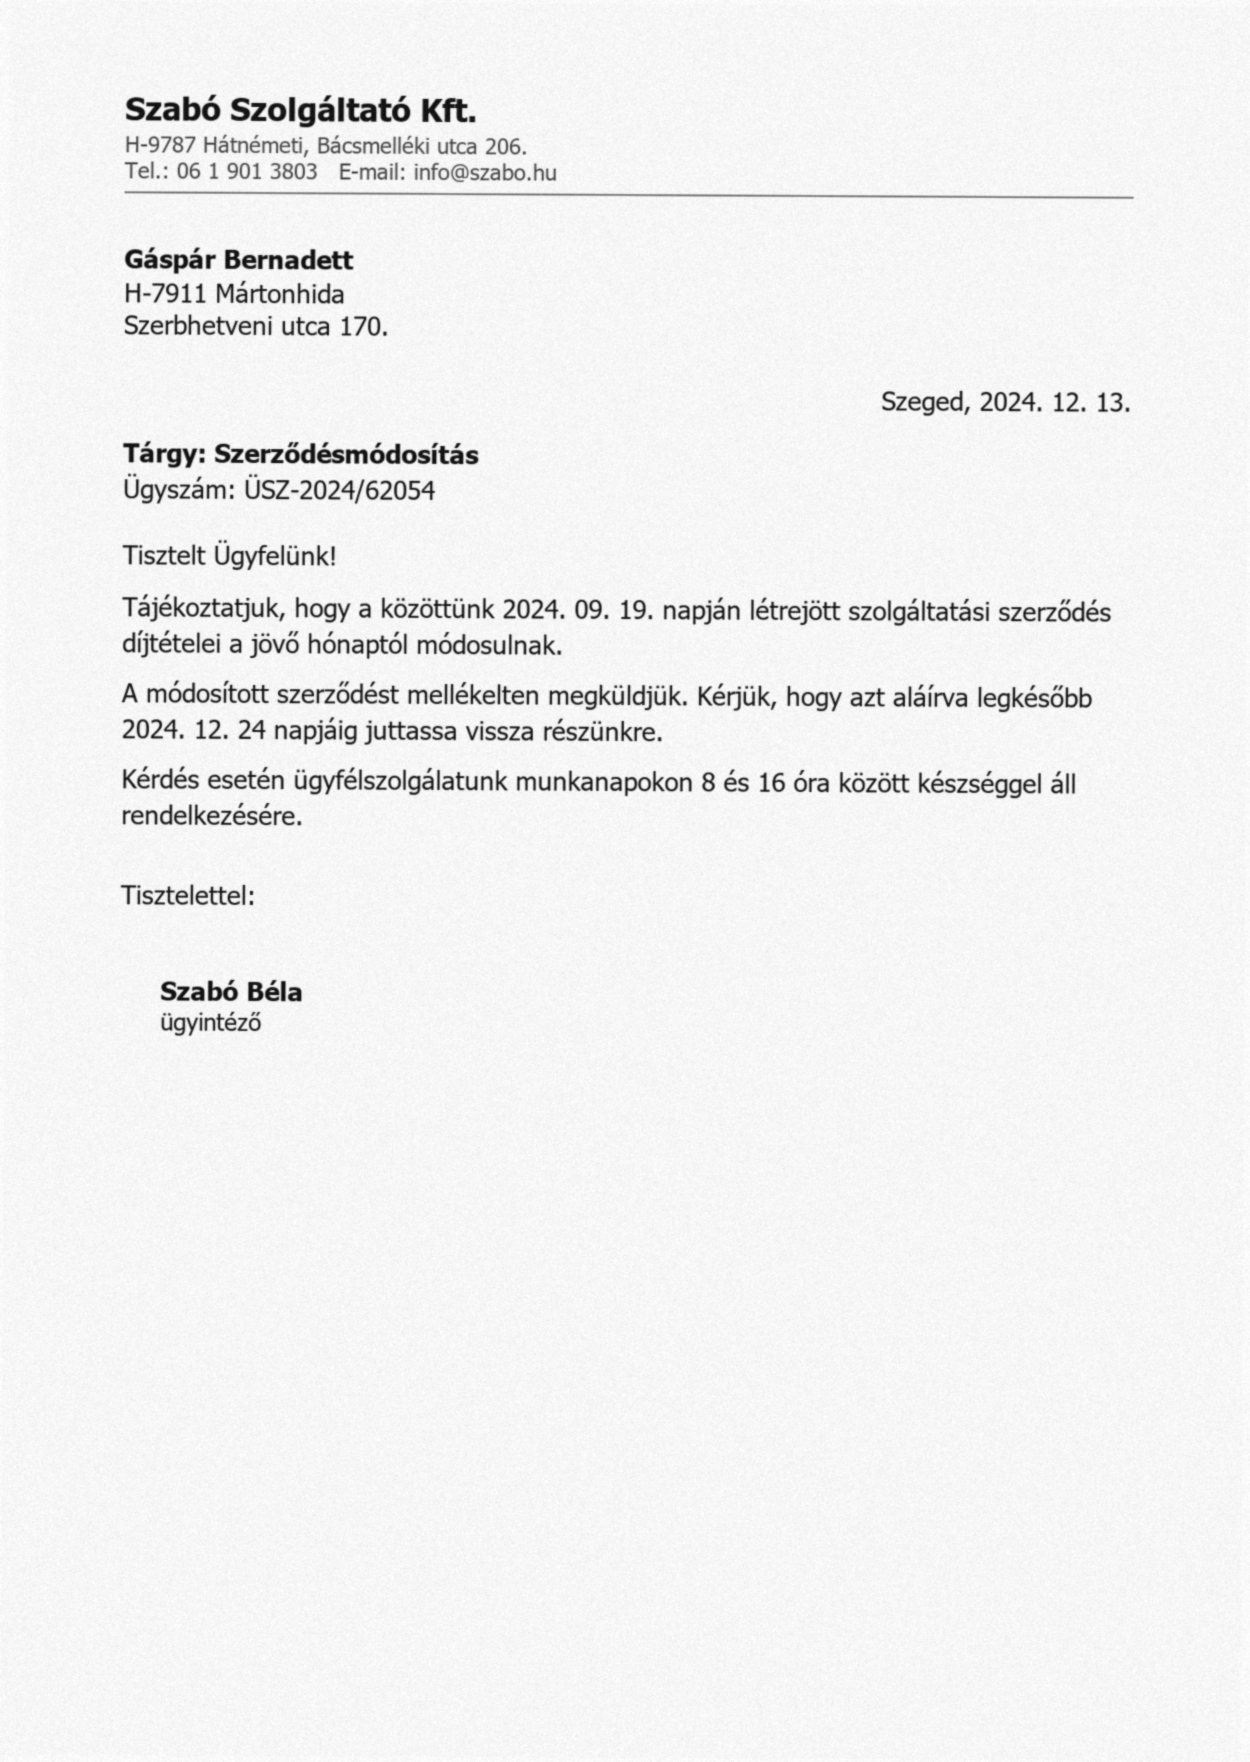 Szabó Szolgáltató Kft.
H-9787 Hátnémeti, Bácsmelléki utca 206.
Tel.: 06 1 901 3803 E-mail: info@szabo.hu
Gáspár Bernadett
H-7911 Mártonhida
Szerbhetveni utca 170.
Szeged, 2024. 12. 13.
Tárgy: Szerződésmódosítás
Ügyszám: ÜSZ-2024/62054
Tisztelt Ügyfelünk!
Tájékoztatjuk, hogy a közöttünk 2024. 09. 19. napján létrejött szolgáltatási szerződés
díjtételei a jövő hónaptól módosulnak.
A módosított szerződést mellékelten megküldjük. Kérjük, hogy azt aláírva legkésőbb
2024. 12. 24 napjáig juttassa vissza részünkre.
Kérdés esetén ügyfélszolgálatunk munkanapokon 8 és 16 óra között készséggel áll
rendelkezésére.
Tisztelettel:
Szabó Béla
ügyintéző